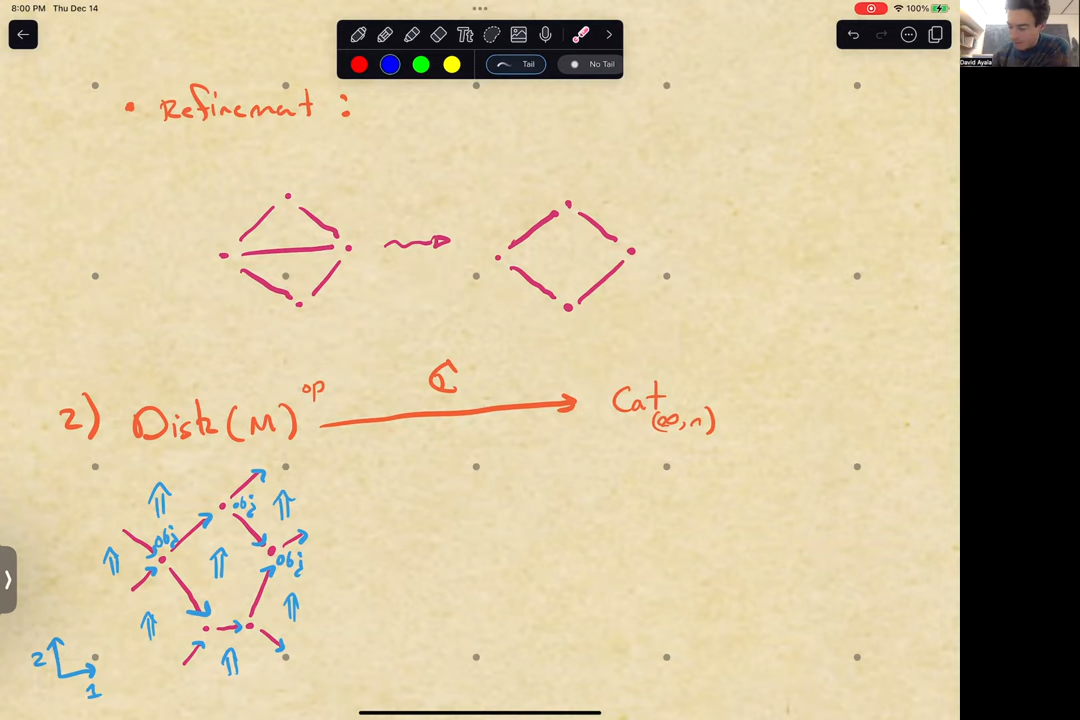 8:00 PM Thu Dec 14
100%
Tt
Tail
No Tail
David Ayala
• Refinement :
2) Disk(M)^op ⟶ Cat_(∞,n)
obj
obj
obj
2
1